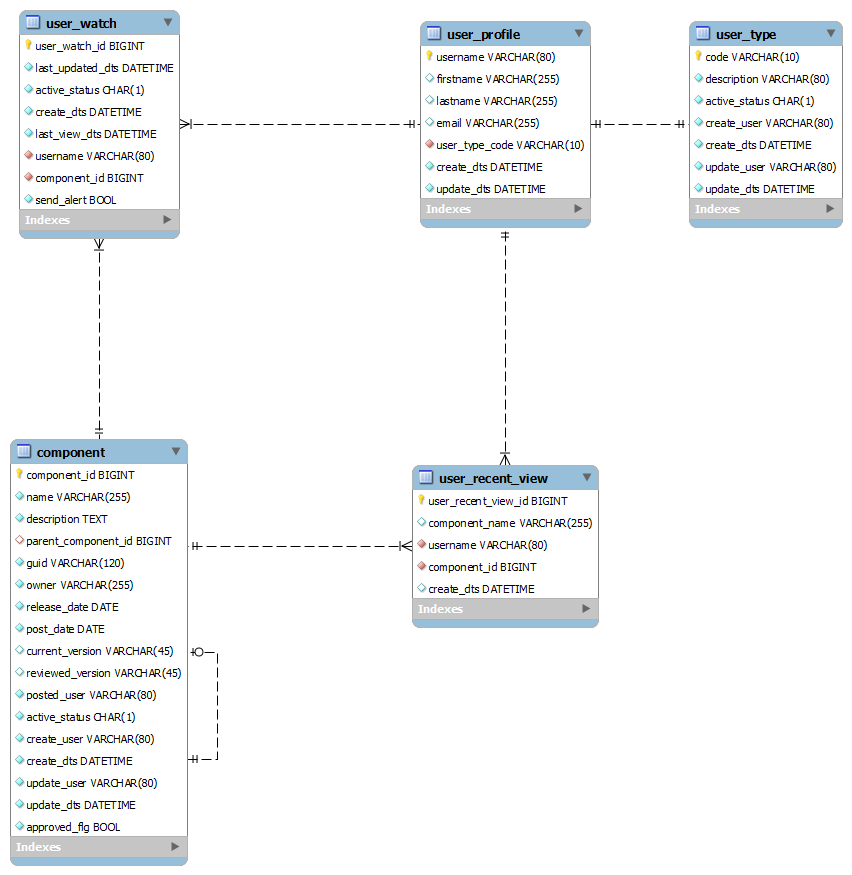 user_watch
user_watch_id BIGINT
last_updated_dts DATETIME
active_status CHAR(1)
create_dts DATETIME
last_view_dts DATETIME
username VARCHAR(80)
component_id BIGINT
send_alert BOOL
Indexes
user_profile
username VARCHAR(80)
firstname VARCHAR(255)
lastname VARCHAR(255)
email VARCHAR(255)
user_type_code VARCHAR(10)
create_dts DATETIME
update_dts DATETIME
Indexes
user_type
code VARCHAR(10)
description VARCHAR(80)
active_status CHAR(1)
create_user VARCHAR(80)
create_dts DATETIME
update_user VARCHAR(80)
update_dts DATETIME
Indexes
component
component_id BIGINT
name VARCHAR(255)
description TEXT
parent_component_id BIGINT
guid VARCHAR(120)
owner VARCHAR(255)
release_date DATE
post_date DATE
current_version VARCHAR(45)
reviewed_version VARCHAR(45)
posted_user VARCHAR(80)
active_status CHAR(1)
create_user VARCHAR(80)
create_dts DATETIME
update_user VARCHAR(80)
update_dts DATETIME
approved_flg BOOL
Indexes
user_recent_view
user_recent_view_id BIGINT
component_name VARCHAR(255)
username VARCHAR(80)
component_id BIGINT
create_dts DATETIME
Indexes